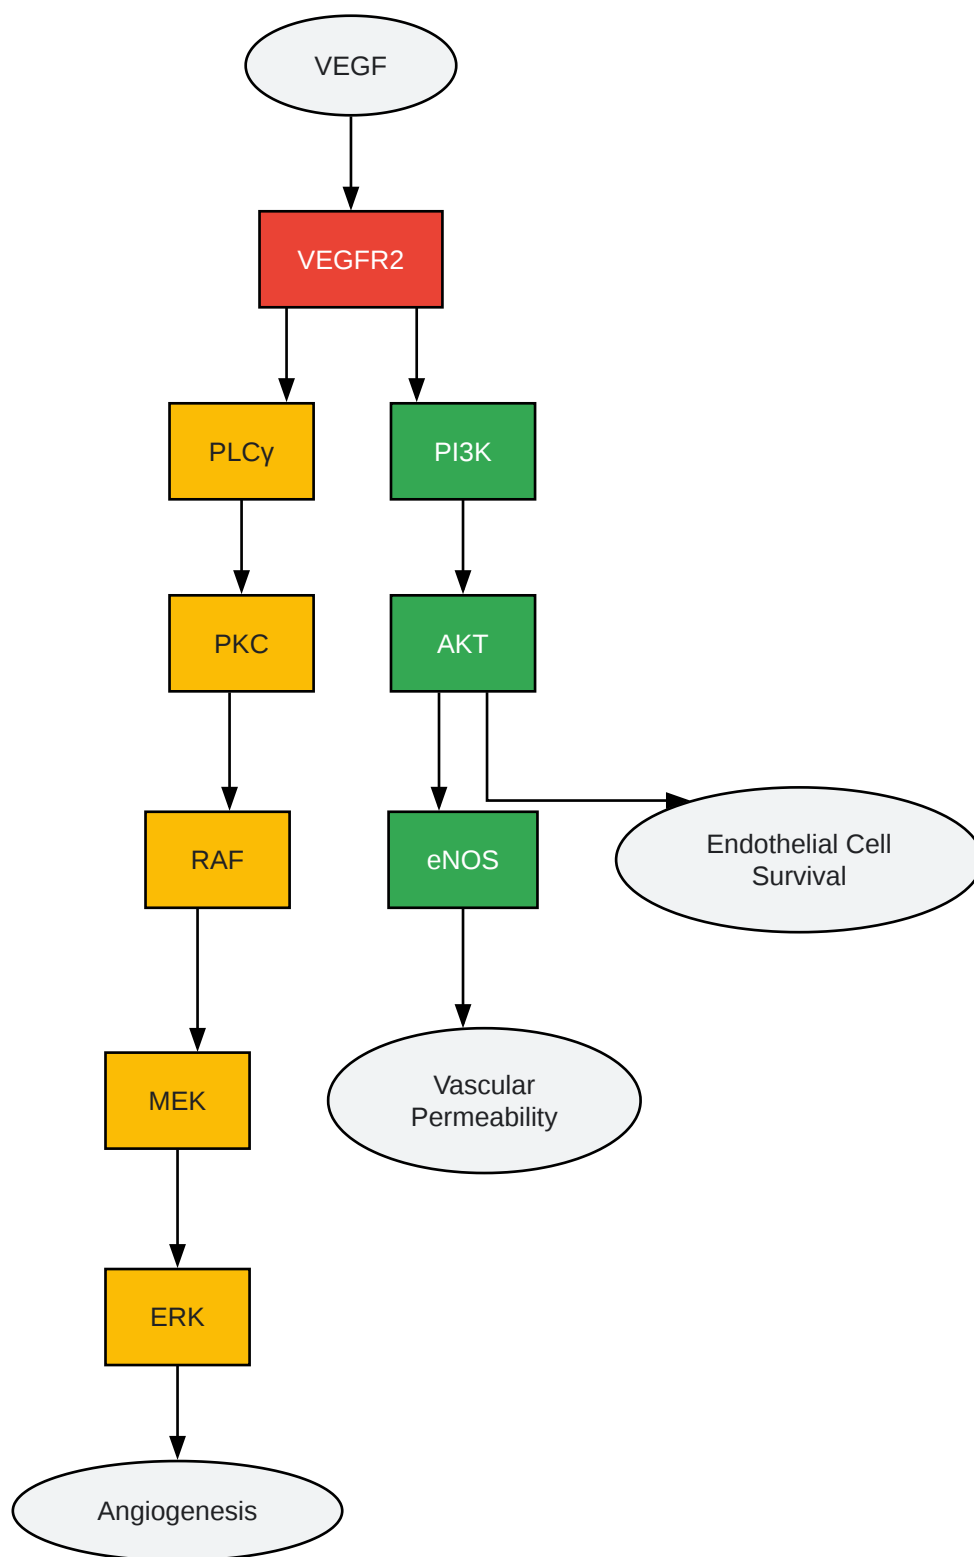 VEGF
VEGFR2
PLCγ
PI3K
PKC
AKT
RAF
eNOS
Endothelial Cell
Survival
MEK
Vascular
Permeability
ERK
Angiogenesis